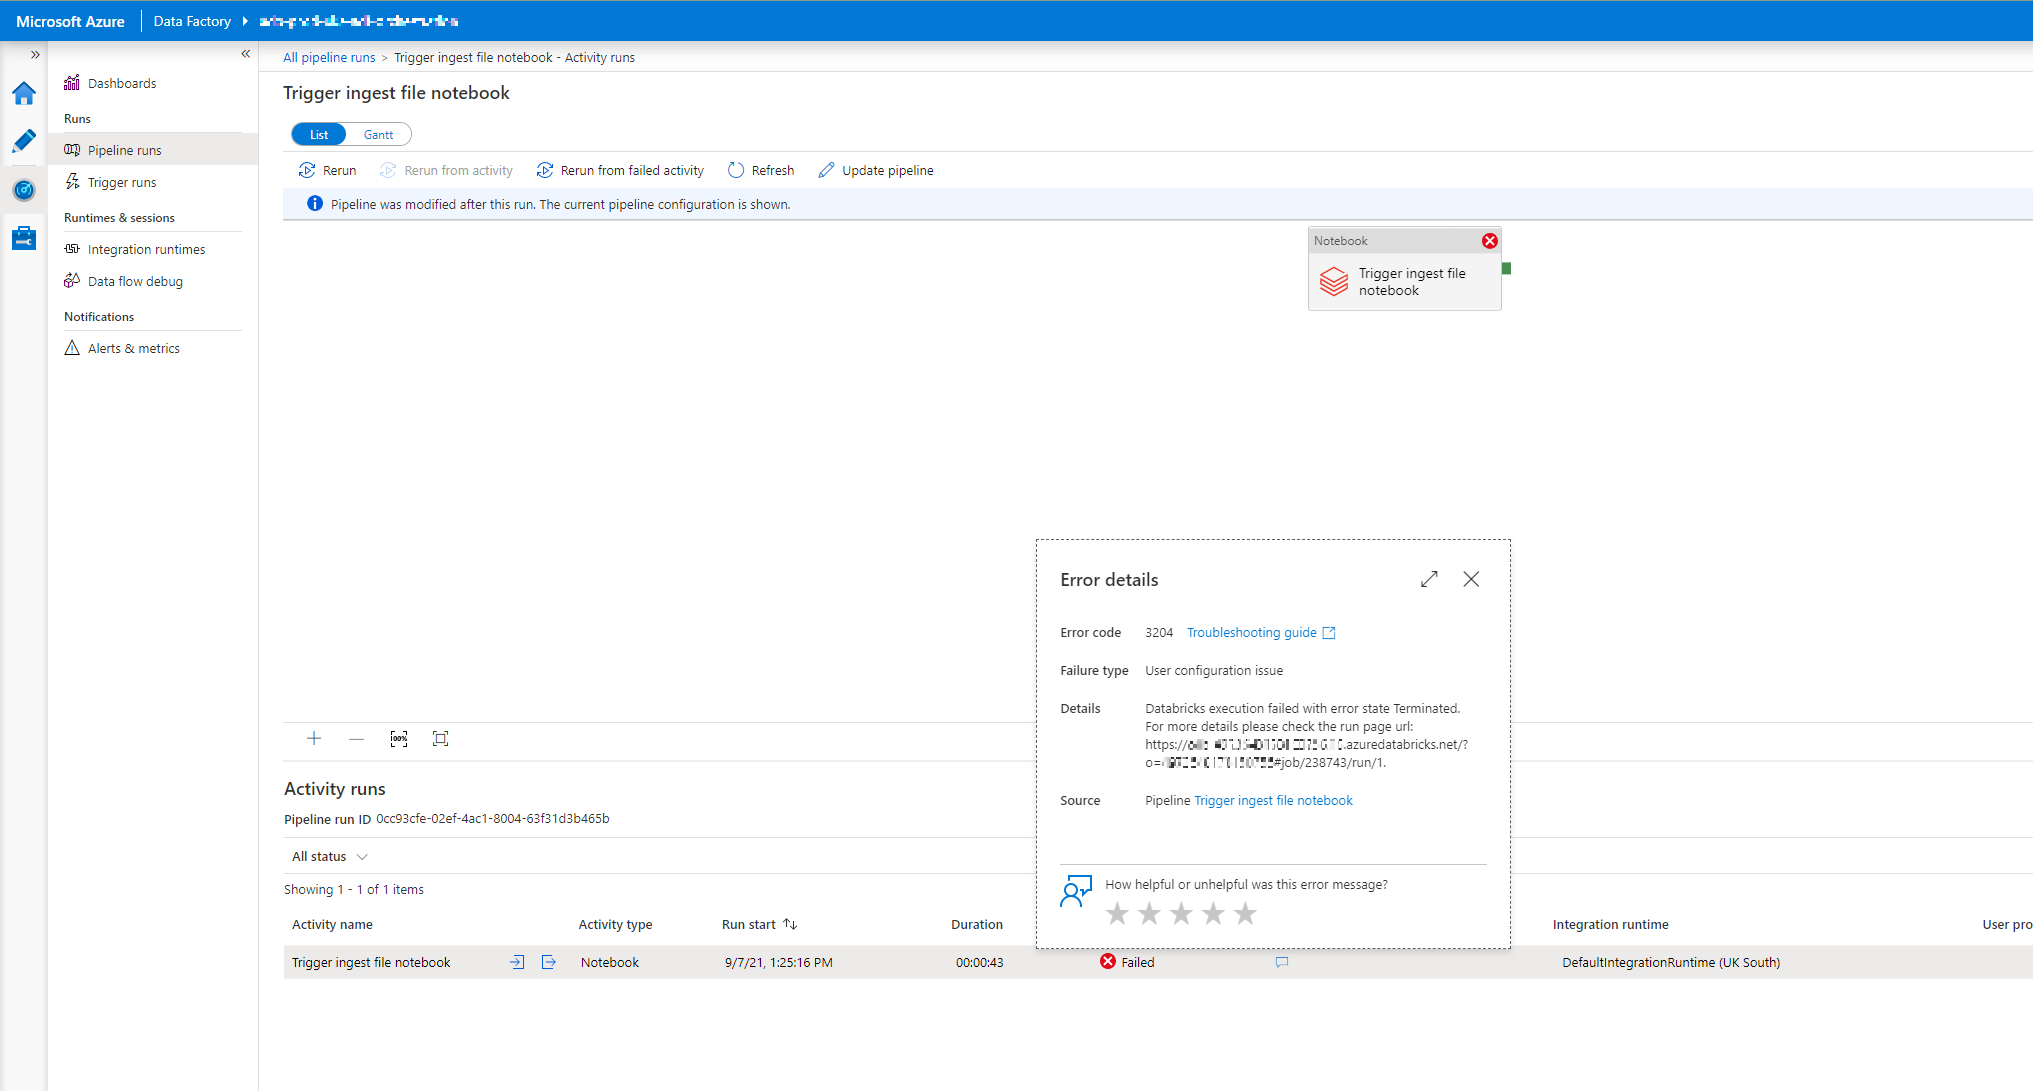 Microsoft Azure
Data Factory
Dashboards
Runs
Pipeline runs
Trigger runs
Runtimes & sessions
Integration runtimes
Data flow debug
Notifications
Alerts & metrics
All pipeline runs > Trigger ingest file notebook - Activity runs
Trigger ingest file notebook
List Gantt
Rerun Rerun from activity Rerun from failed activity Refresh Update pipeline
Pipeline was modified after this run. The current pipeline configuration is shown.
Notebook
Trigger ingest file
notebook
Error details
Error code 3204 Troubleshooting guide
Failure type User configuration issue
Details Databricks execution failed with error state Terminated.
For more details please check the run page url:
https:// .azuredatabricks.net/?
o= #job/238743/run/1.
Source Pipeline Trigger ingest file notebook
How helpful or unhelpful was this error message?
100%
Activity runs
Pipeline run ID 0cc93cfe-02ef-4ac1-8004-63f31d3b465b
All status
Showing 1 - 1 of 1 items
Activity name Activity type Run start Duration Integration runtime User pro
Trigger ingest file notebook Notebook 9/7/21, 1:25:16 PM 00:00:43 Failed DefaultIntegrationRuntime (UK South)